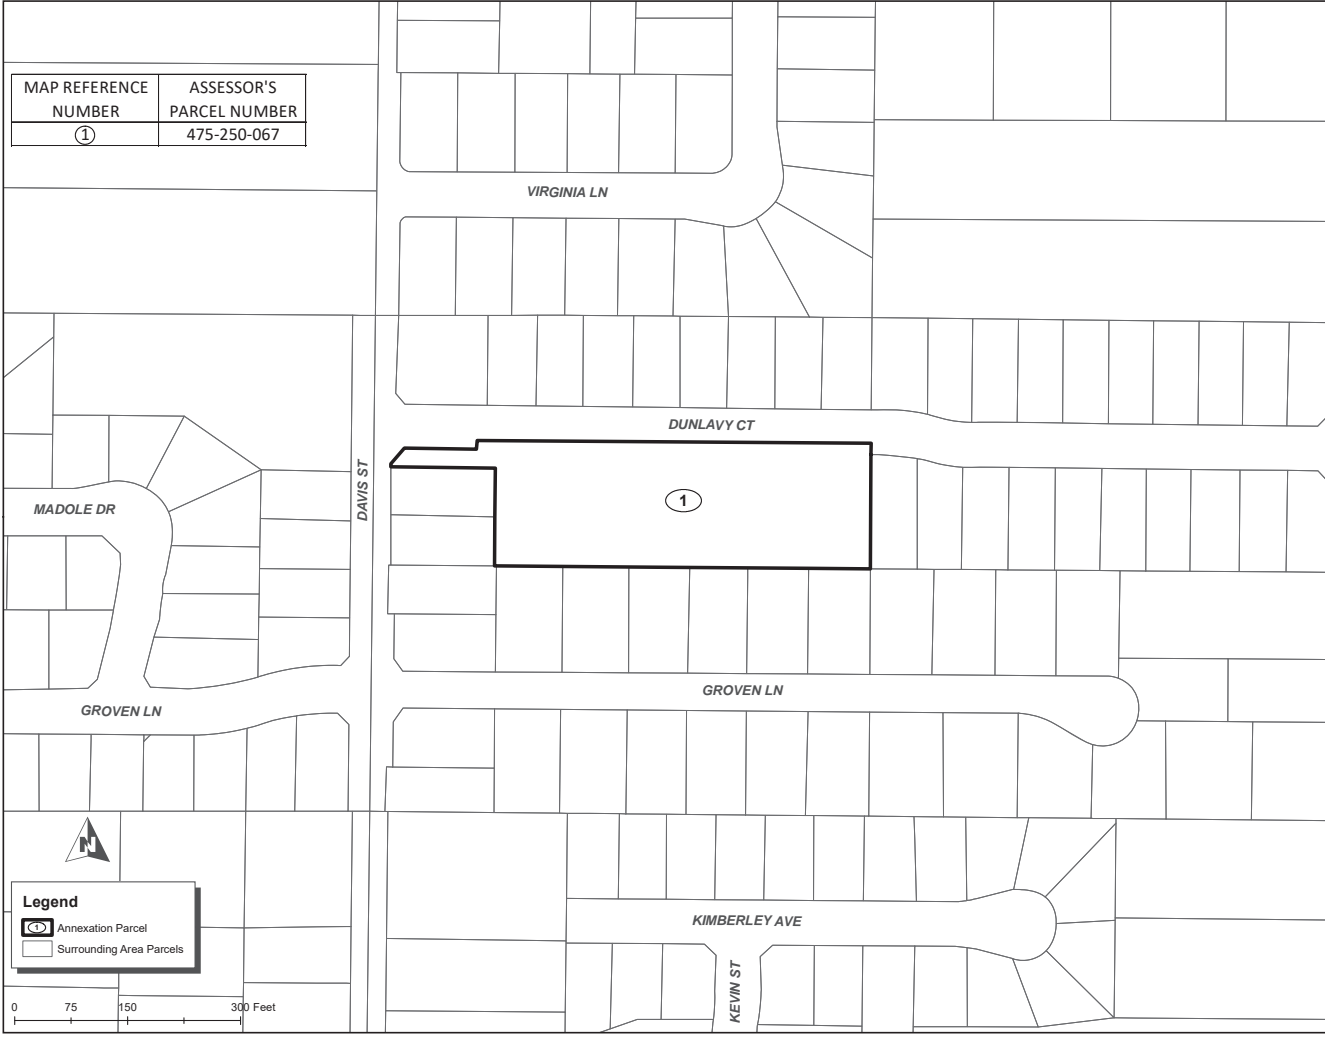 MAP REFERENCE NUMBER
ASSESSOR'S PARCEL NUMBER
1
475-250-067
VIRGINIA LN
DUNLAVY CT
DAVIS ST
1
MADOLE DR
GROVEN LN
GROVEN LN
KIMBERLEY AVE
KEVIN ST
N
Legend
1 Annexation Parcel
Surrounding Area Parcels
0 75 150 300 Feet